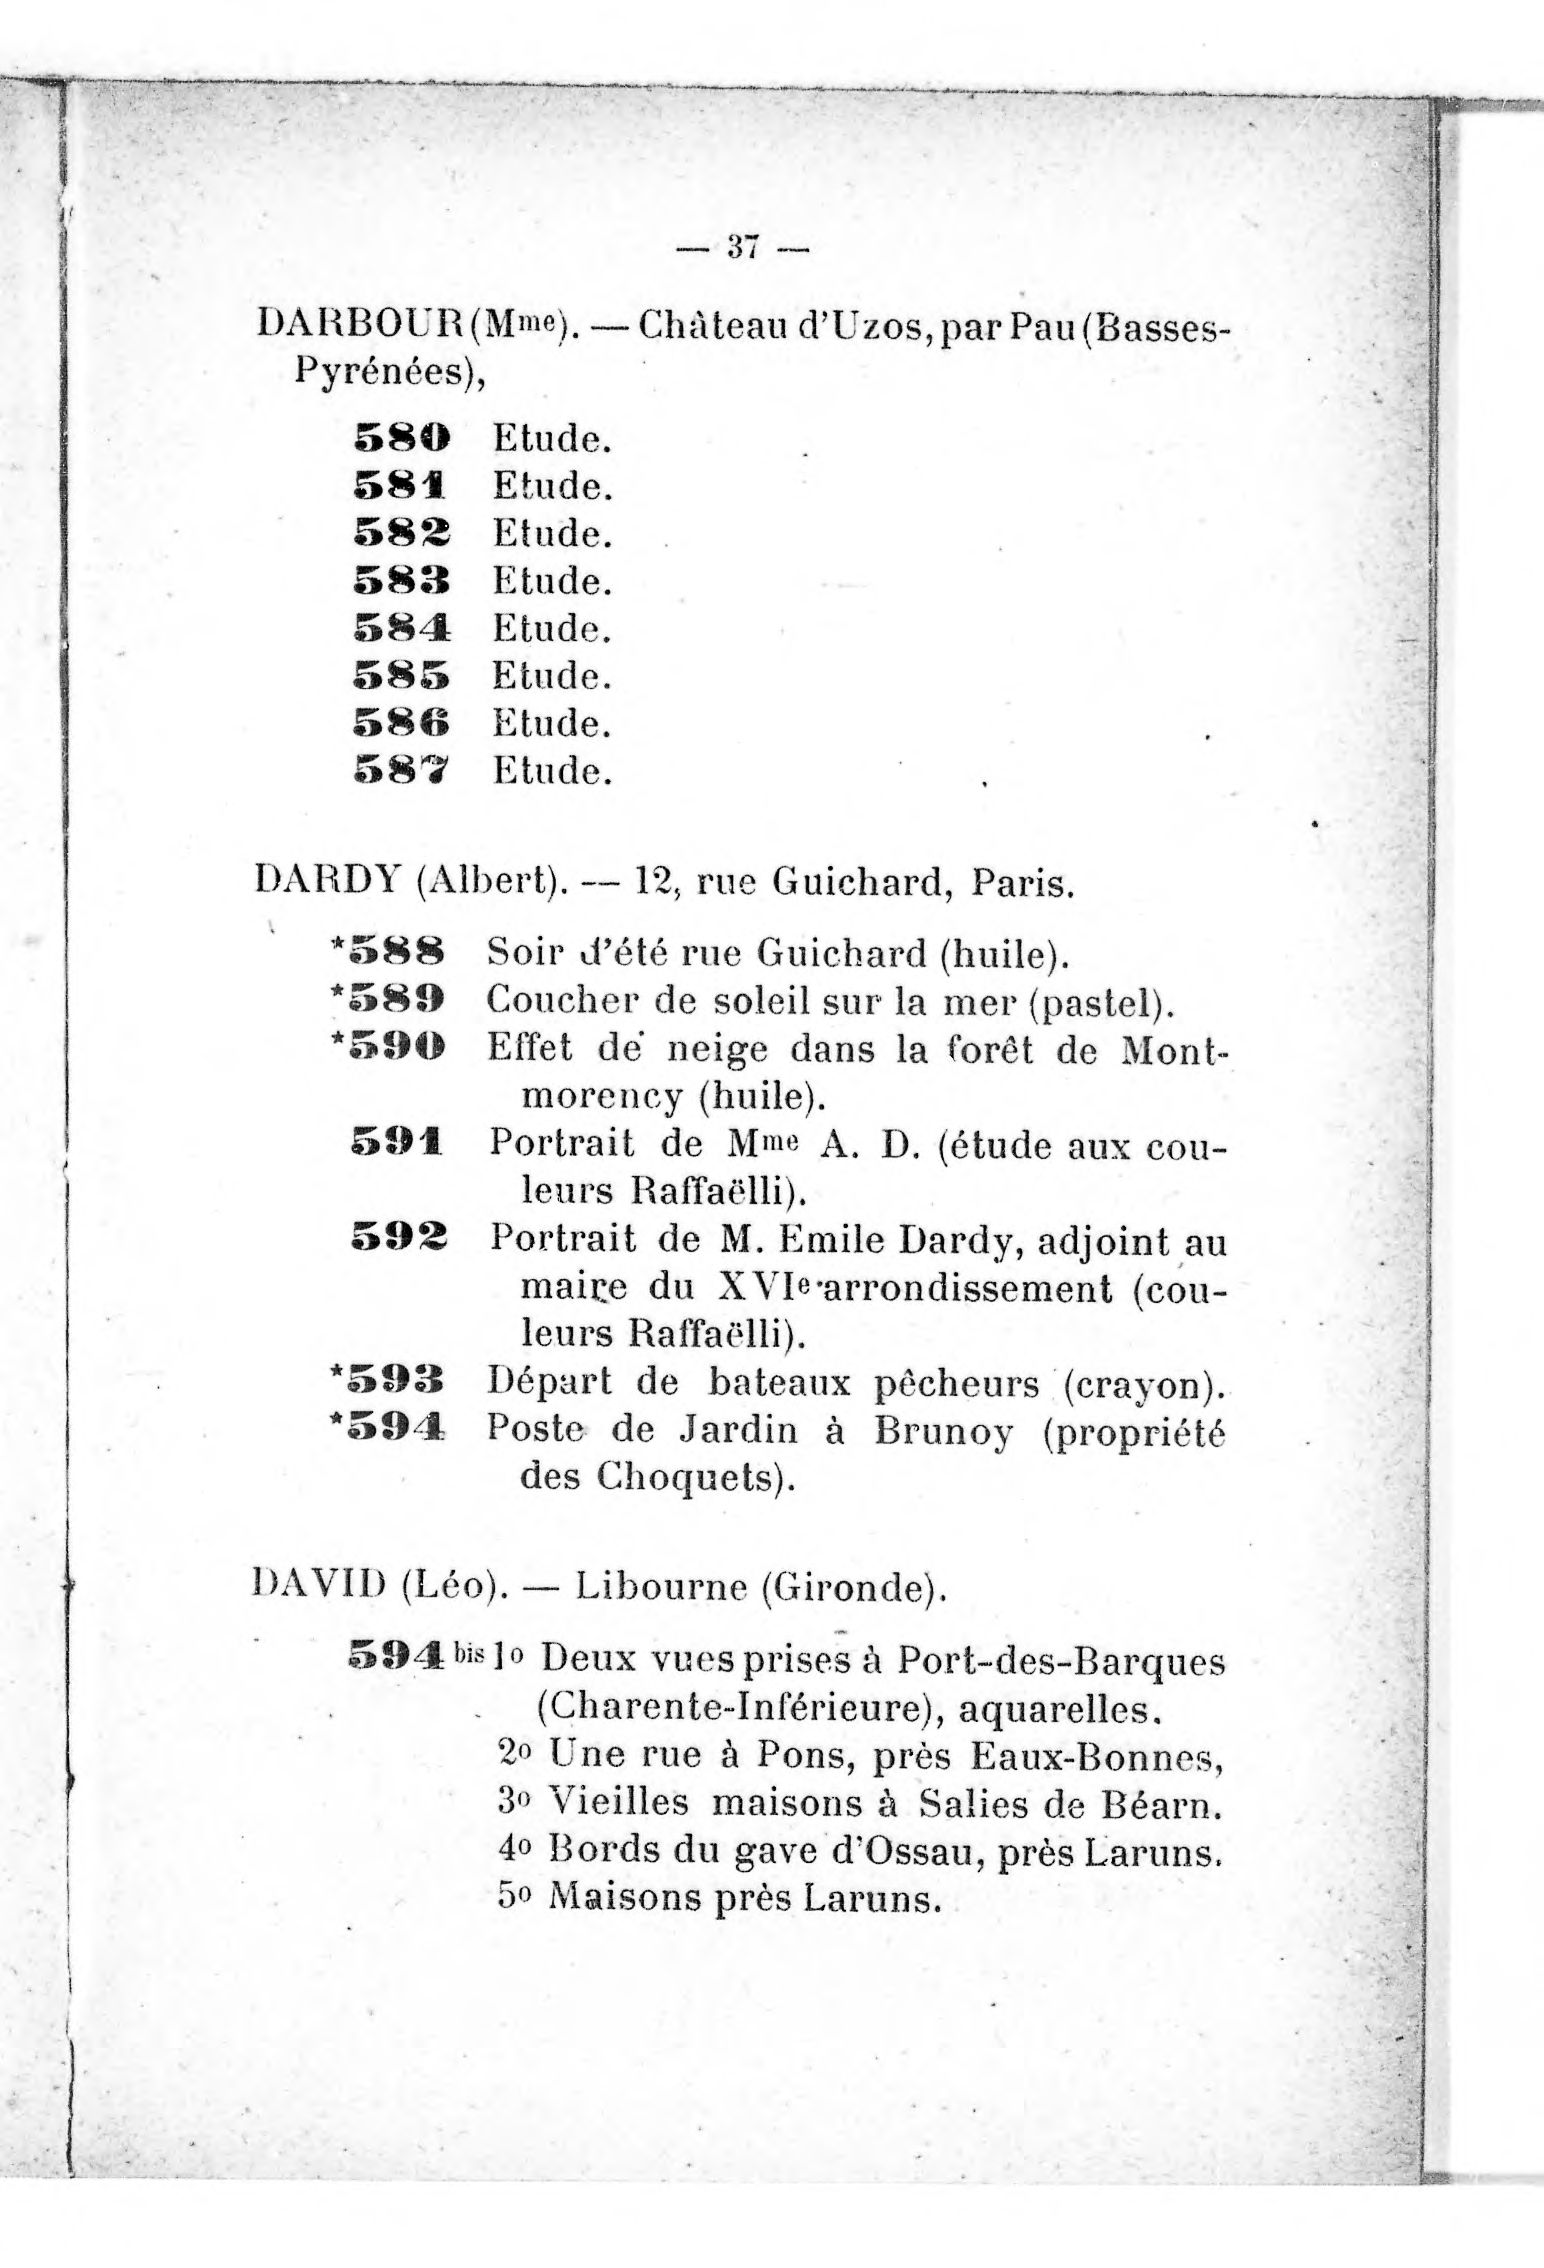 — 37 —
DARBOUR (Mme). — Château d'Uzos, par Pau (Basses-
Pyrénées),
580 Etude.
581 Etude.
582 Etude.
583 Etude.
584 Etude.
585 Etude.
586 Etude.
587 Etude.
DARDY (Albert). — 12, rue Guichard, Paris.
*588 Soir d'été rue Guichard (huile).
*589 Coucher de soleil sur la mer (pastel).
*590 Effet de neige dans la forêt de Mont-
morency (huile).
591 Portrait de Mme A. D. (étude aux cou-
leurs Raffaëlli).
592 Portrait de M. Emile Dardy, adjoint au
maire du XVIe arrondissement (cou-
leurs Raffaëlli).
*593 Départ de bateaux pêcheurs (crayon).
*594 Poste de Jardin à Brunoy (propriété
des Choquets).
DAVID (Léo). — Libourne (Gironde).
594 bis 1o Deux vues prises à Port-des-Barques
(Charente-Inférieure), aquarelles.
2o Une rue à Pons, près Eaux-Bonnes,
3o Vieilles maisons à Salies de Béarn.
4o Bords du gave d'Ossau, près Laruns.
5o Maisons près Laruns.